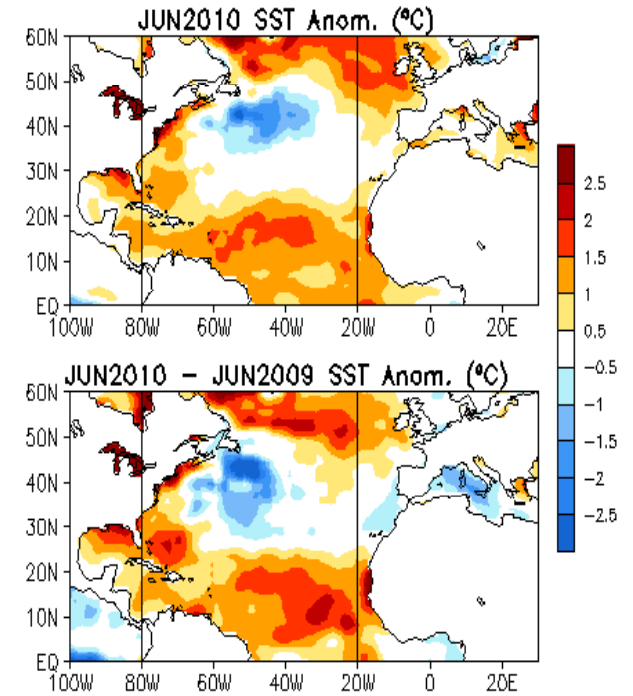 JUN2010 SST Anom. (ºC)
60N
50N
40N
30N
20N
10N
EQ
100W 80W 60W 40W 20W 0 20E
2.5
2
1.5
1
0.5
-0.5
-1
-1.5
-2
-2.5
JUN2010 - JUN2009 SST Anom. (ºC)
60N
50N
40N
30N
20N
10N
EQ
100W 80W 60W 40W 20W 0 20E